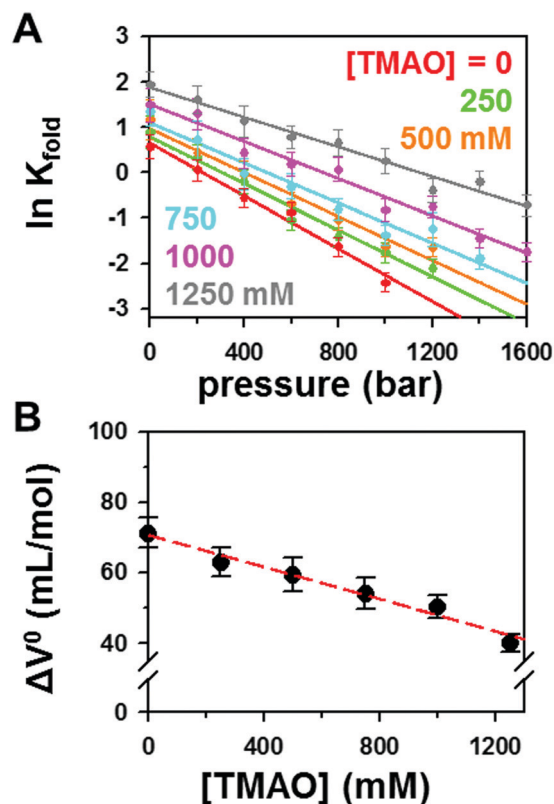 A
3
2
1
0
-1
-2
-3
ln Kfold
[TMAO] = 0
250
500 mM
750
1000
1250 mM
0 400 800 1200 1600
pressure (bar)
B
100
80
60
40
0
ΔV⁰ (mL/mol)
0 400 800 1200
[TMAO] (mM)